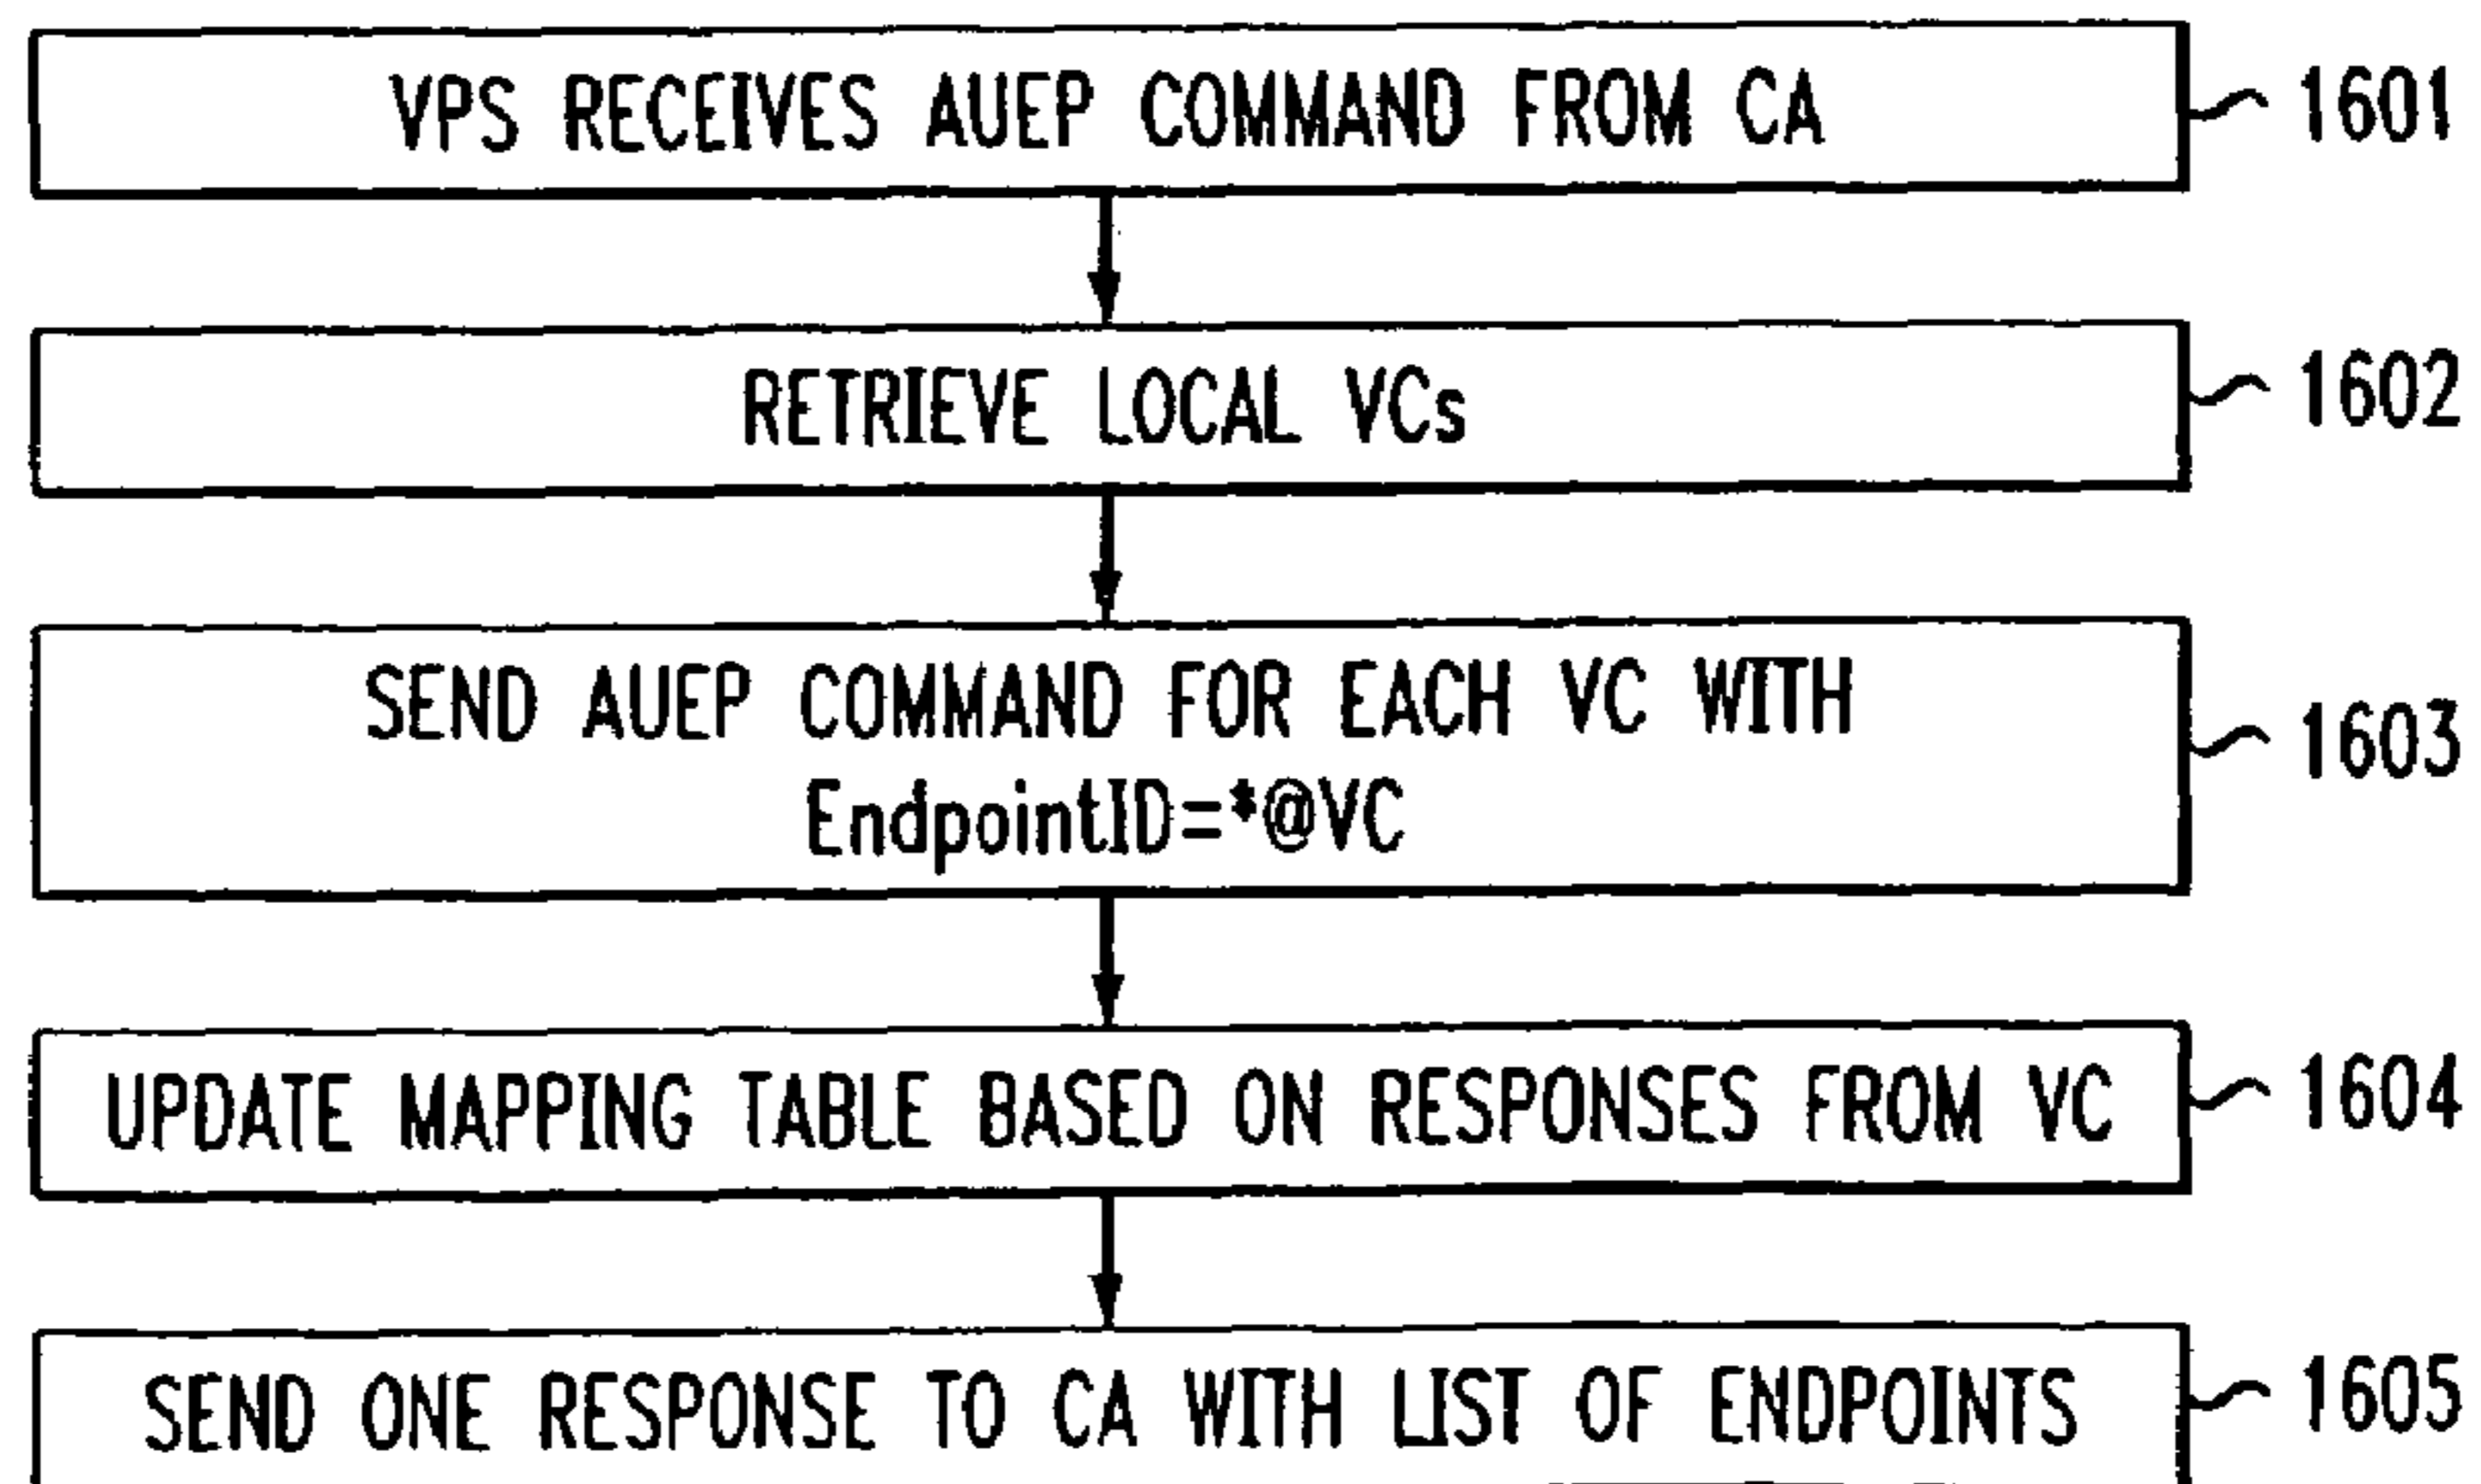 VPS RECEIVES AUEP COMMAND FROM CA
1601
RETRIEVE LOCAL VCs
1602
SEND AUEP COMMAND FOR EACH VC WITH
EndpointID=*@VC
1603
UPDATE MAPPING TABLE BASED ON RESPONSES FROM VC
1604
SEND ONE RESPONSE TO CA WITH LIST OF ENDPOINTS
1605